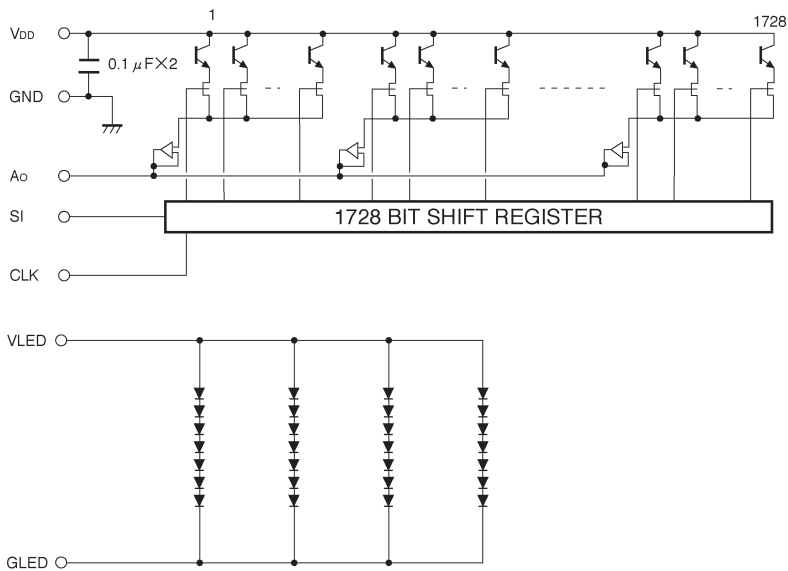 1
1728
VDD
0.1 μF×2
GND
AO
SI
1728 BIT SHIFT REGISTER
CLK
VLED
GLED